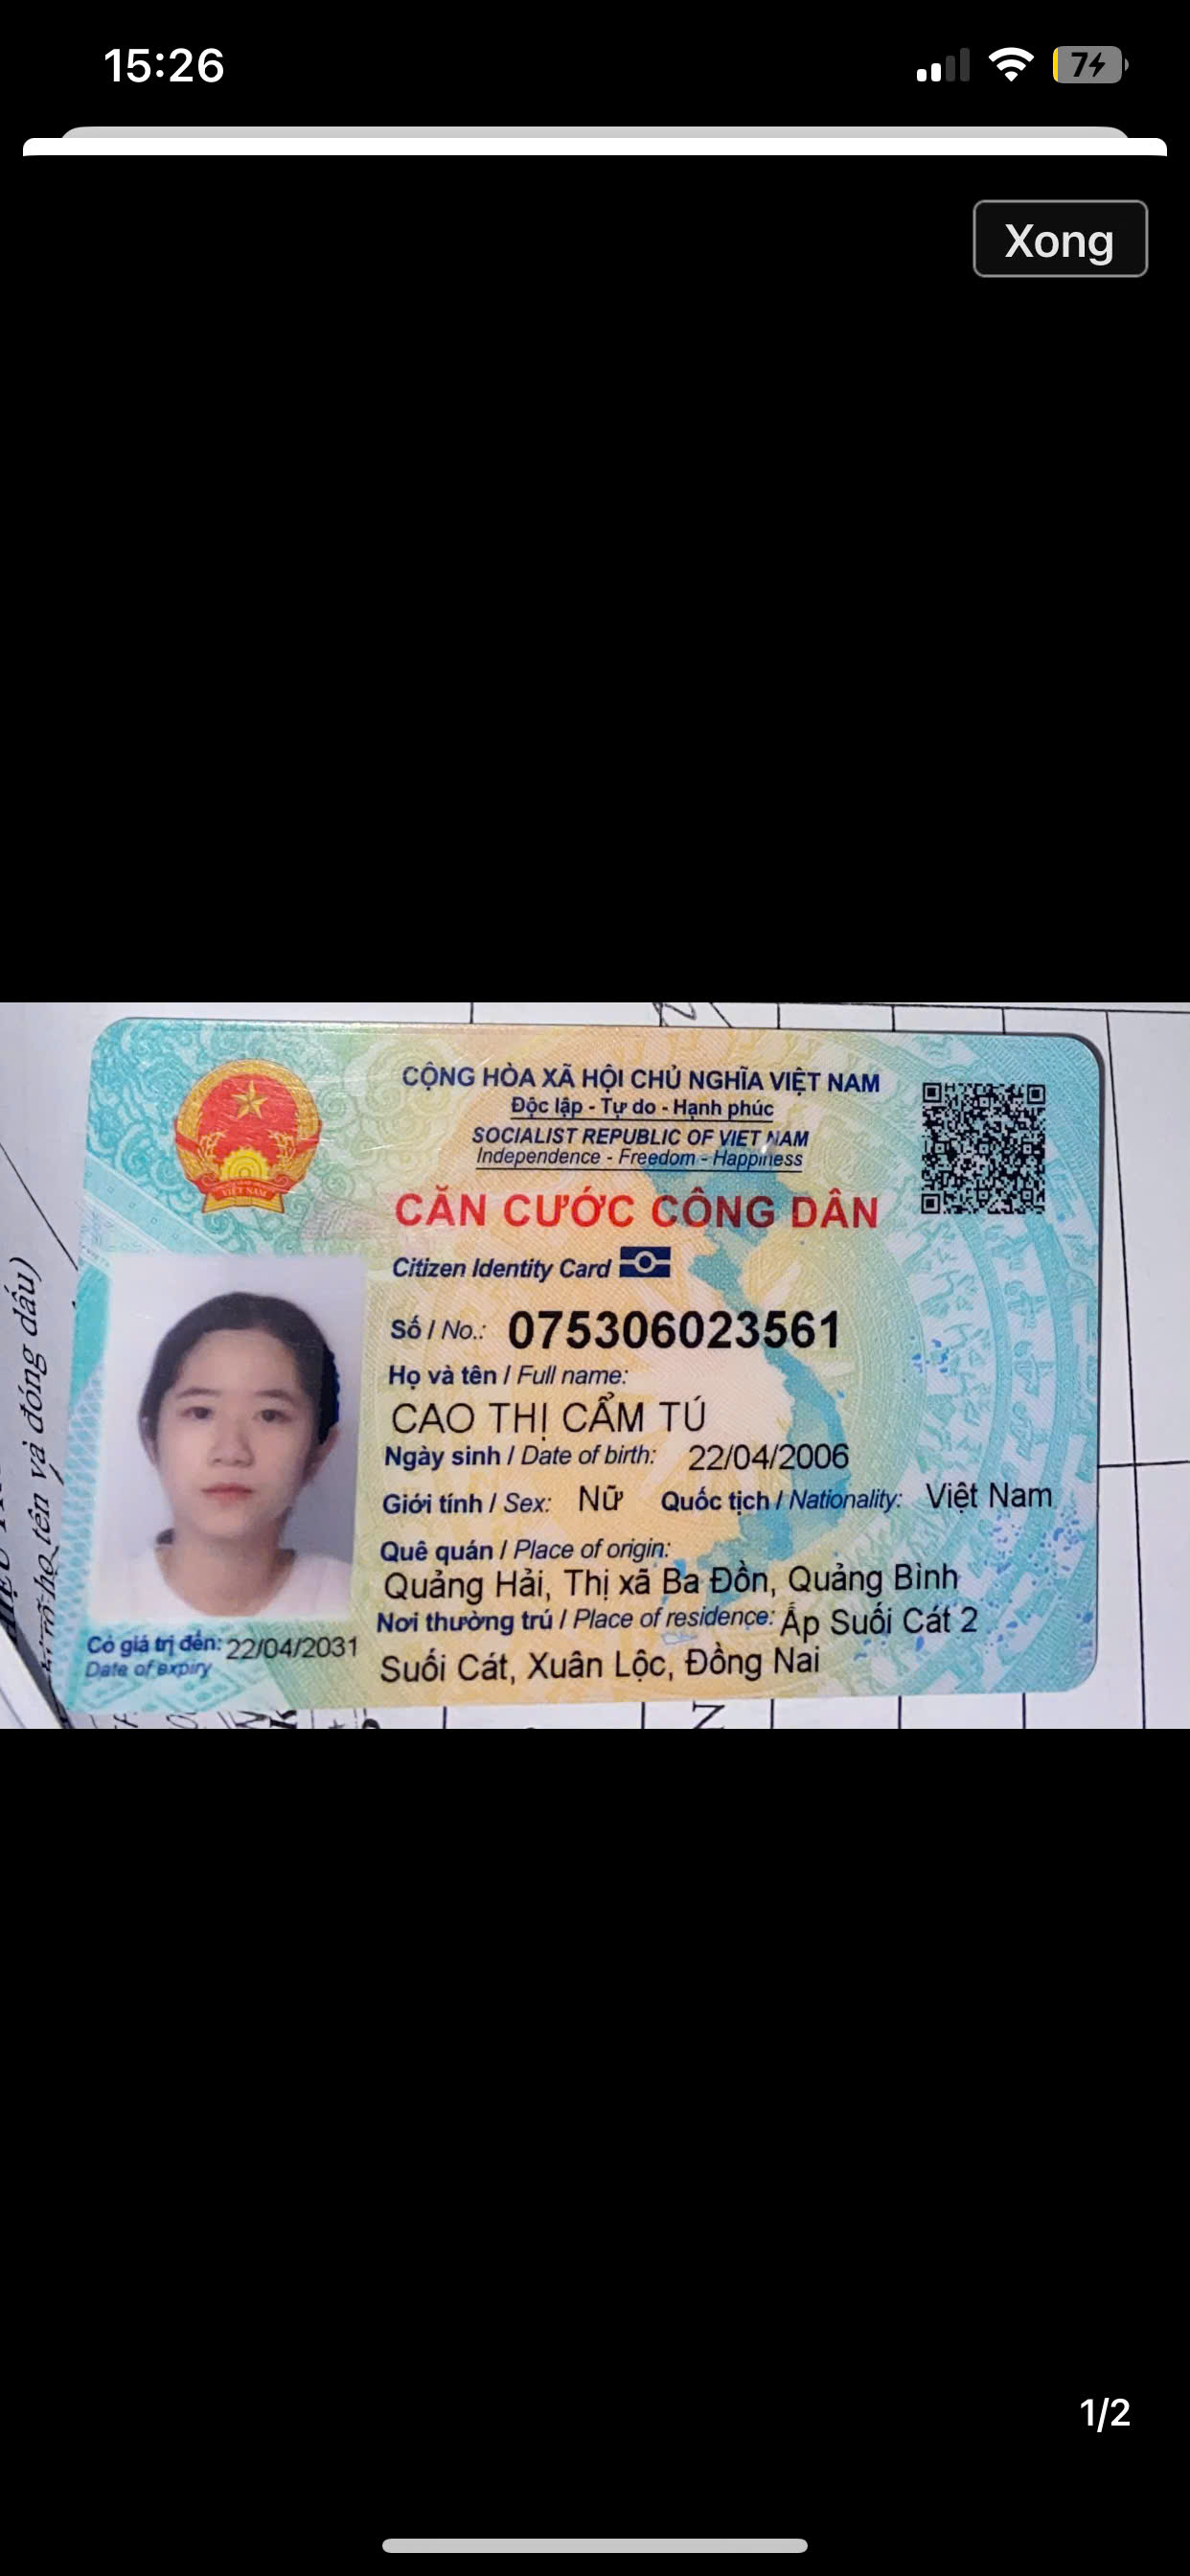 15:26
7
Xong
CỘNG HÒA XÃ HỘI CHỦ NGHĨA VIỆT NAM
Độc lập - Tự do - Hạnh phúc
SOCIALIST REPUBLIC OF VIET NAM
Independence - Freedom - Happiness
CĂN CƯỚC CÔNG DÂN
Citizen Identity Card
Số / No.: 075306023561
Họ và tên / Full name:
CAO THỊ CẨM TÚ
Ngày sinh / Date of birth: 22/04/2006
Giới tính / Sex: Nữ Quốc tịch / Nationality: Việt Nam
Quê quán / Place of origin:
Quảng Hải, Thị xã Ba Đồn, Quảng Bình
Nơi thường trú / Place of residence: Ấp Suối Cát 2
Suối Cát, Xuân Lộc, Đồng Nai
Có giá trị đến: 22/04/2031
Date of expiry
VIỆT NAM
họ tên và đóng dấu)
1/2